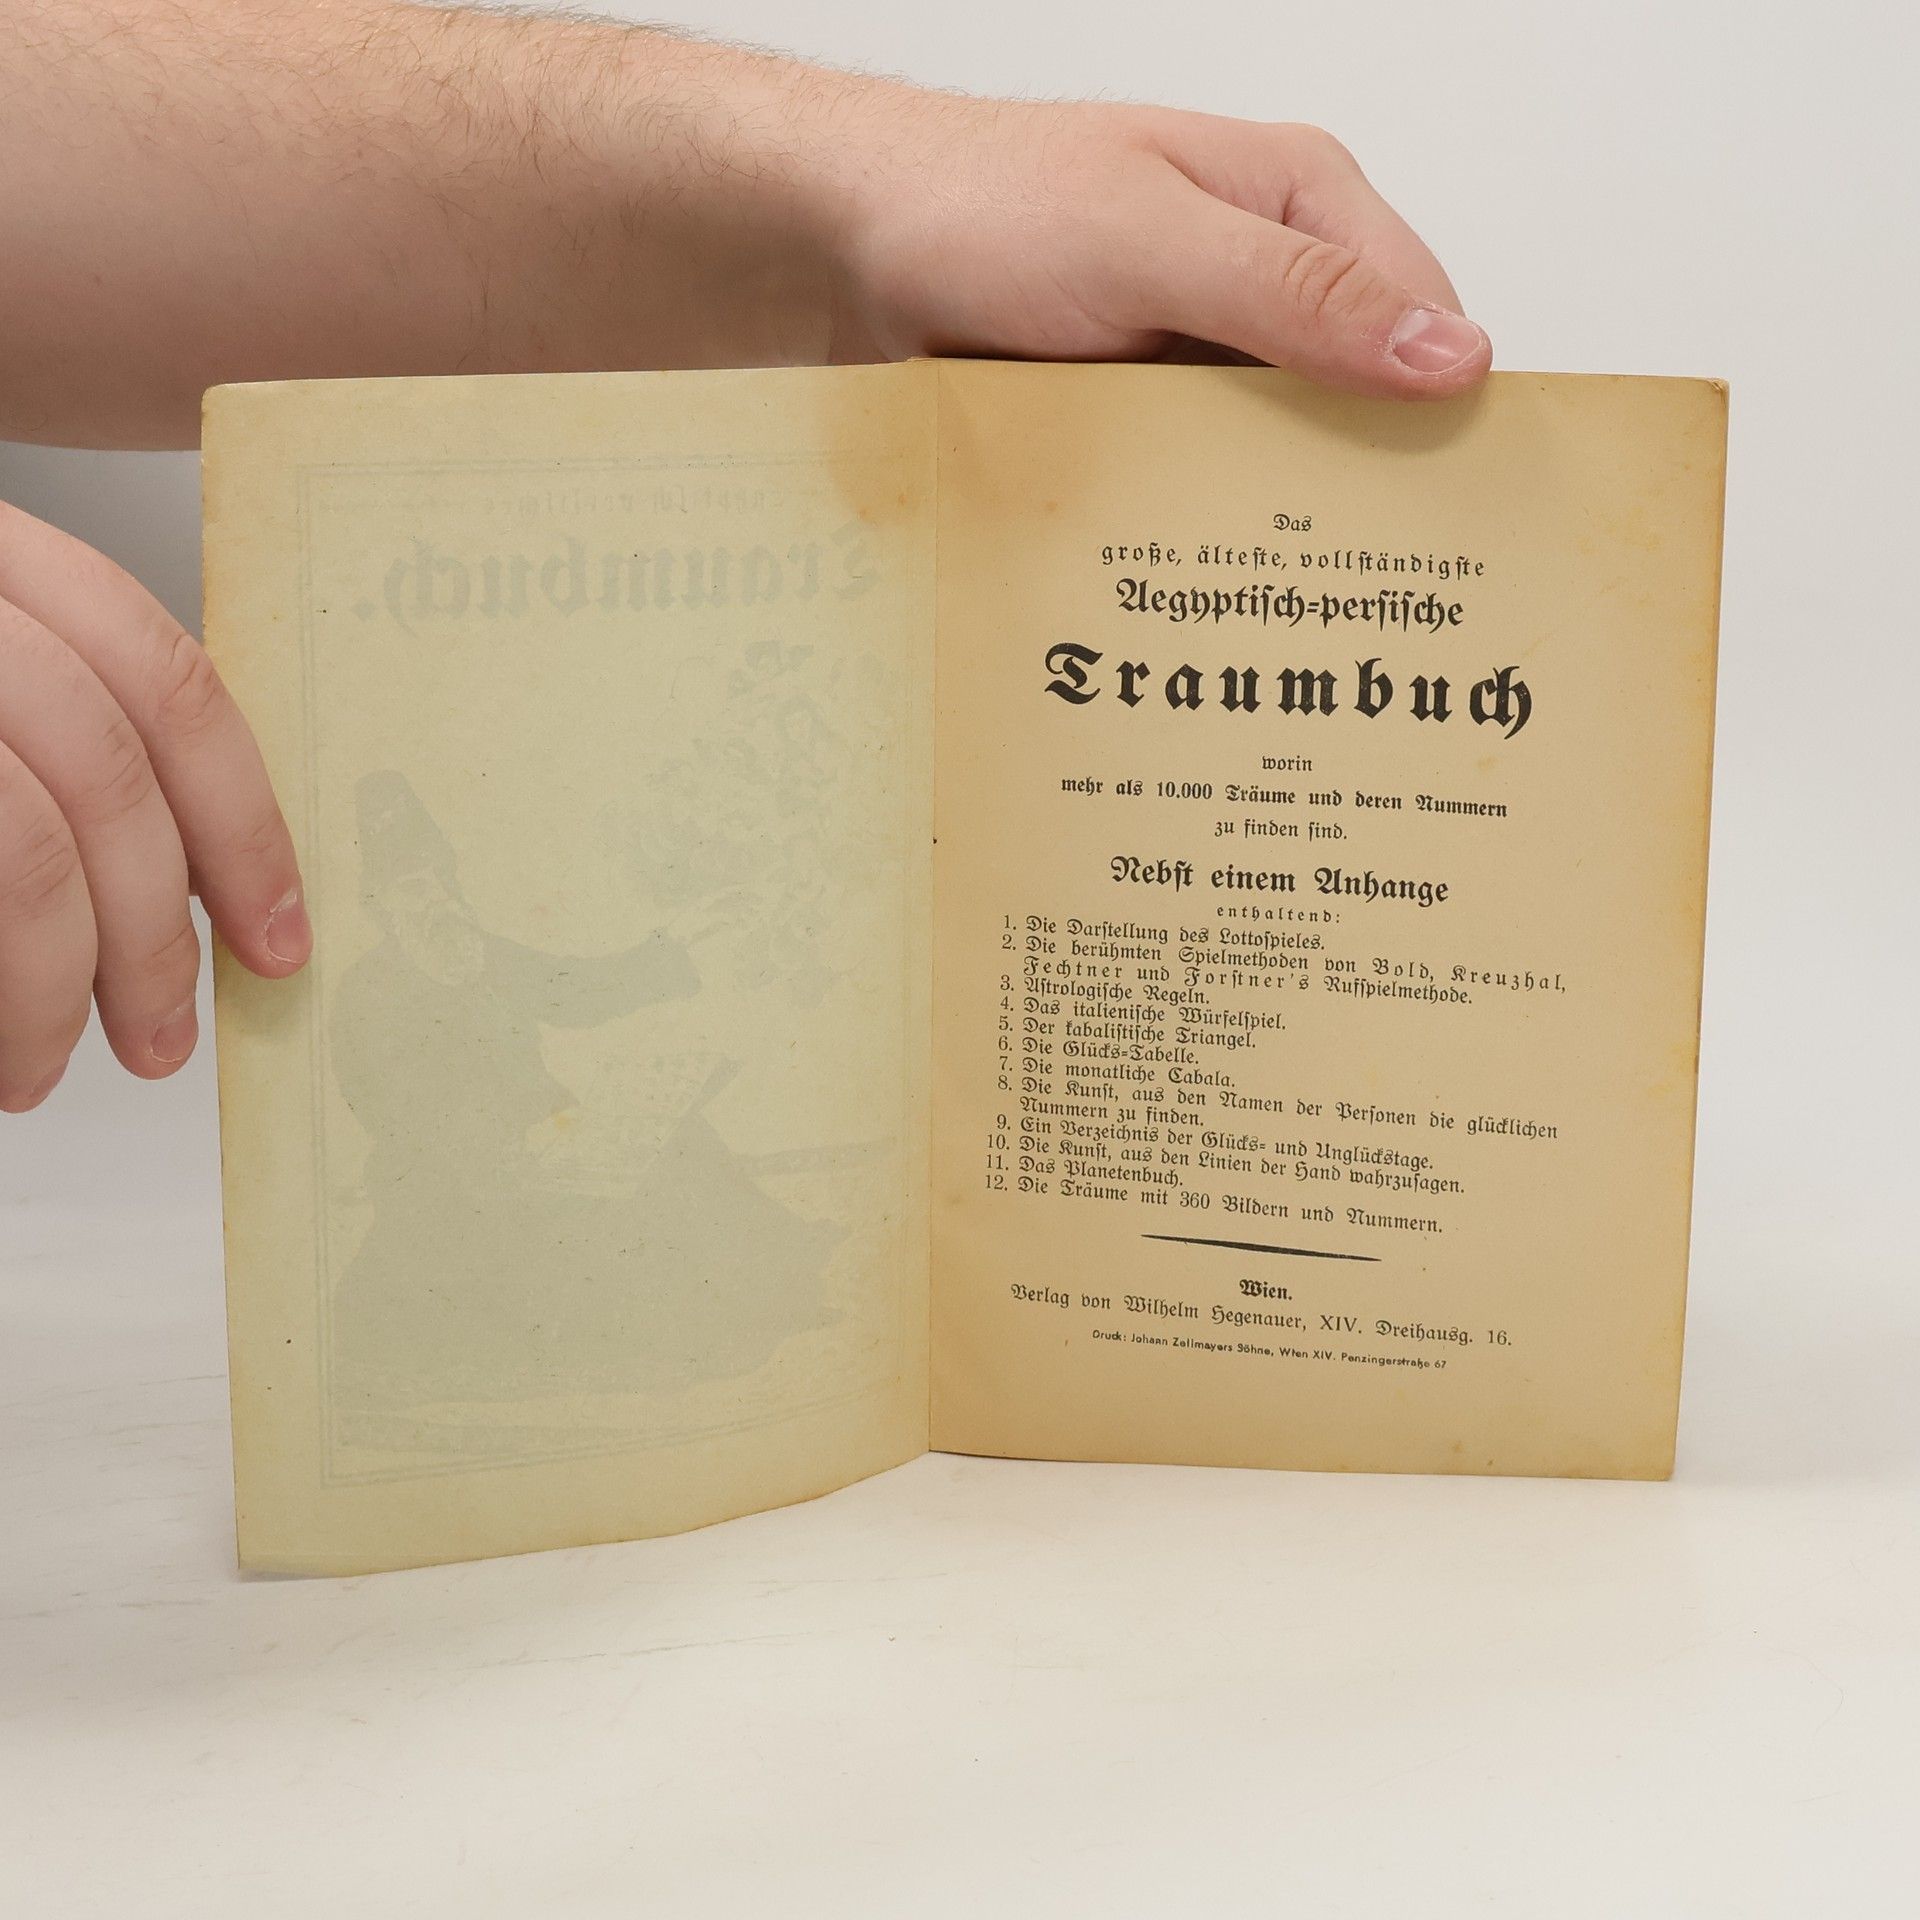 Traumbuch.
Das
große, älteste, vollständigste
Aegyptisch=persische
Traumbuch
worin
mehr als 10.000 Träume und deren Nummern
zu finden sind.
Nebst einem Anhange
enthaltend:
1. Die Darstellung des Lottospieles.
2. Die berühmten Spielmethoden von Bold, Kreuzhal,
Fechtner und Forstner's Rufspielmethode.
3. Astrologische Regeln.
4. Das italienische Würfelspiel.
5. Der kabalistische Triangel.
6. Die Glücks=Tabelle.
7. Die monatliche Cabala.
8. Die Kunst, aus den Namen der Personen die glücklichen
Nummern zu finden.
9. Ein Verzeichnis der Glücks= und Unglückstage.
10. Die Kunst, aus den Linien der Hand wahrzusagen.
11. Das Planetenbuch.
12. Die Träume mit 360 Bildern und Nummern.
Wien.
Verlag von Wilhelm Hegenauer, XIV. Dreihausg. 16.
Druck: Johann Zellmayers Söhne, Wien XIV. Penzingerstraße 67